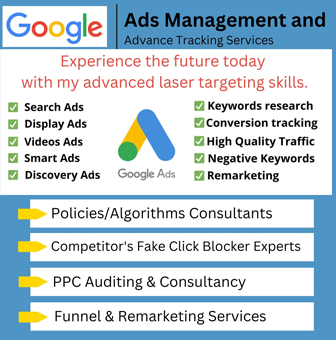 Google
Ads Management and
Advance Tracking Services
Experience the future today
with my advanced laser targeting skills.
Search Ads
Display Ads
Videos Ads
Smart Ads
Discovery Ads
Google Ads
Keywords research
Conversion tracking
High Quality Traffic
Negative Keywords
Remarketing
Policies/Algorithms Consultants
Competitor's Fake Click Blocker Experts
PPC Auditing & Consultancy
Funnel & Remarketing Services